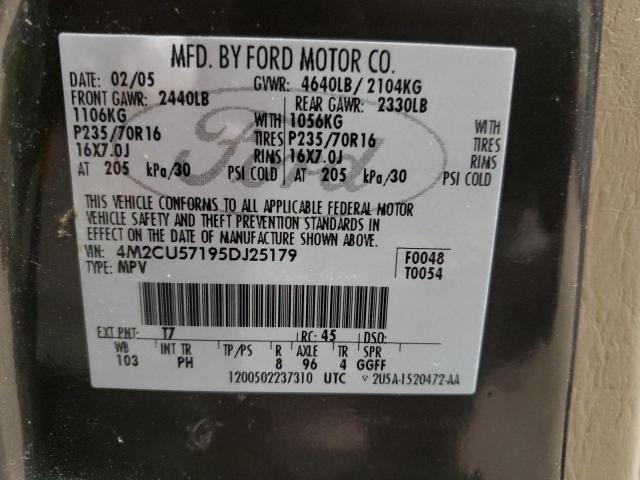 MFD. BY FORD MOTOR CO.
DATE: 02/05 GVWR: 4640LB / 2104KG
FRONT GAWR: 2440LB REAR GAWR: 2330LB
1106KG 1056KG WITH
P235/70R16 TIRES P235/70R16 TIRES
16X7.0J RIMS 16X7.0J RIMS
AT 205 kPa/30 PSI COLD AT 205 kPa/30 PSI COLD
WITH
Ford
THIS VEHICLE CONFORMS TO ALL APPLICABLE FEDERAL MOTOR
VEHICLE SAFETY AND THEFT PREVENTION STANDARDS IN
EFFECT ON THE DATE OF MANUFACTURE SHOWN ABOVE.
VIN: 4M2CU57195DJ25179 F0048
TYPE: MPV T0054
EXT PNT: T7 RC: 45 DSO:
WB INT TR TP/PS R AXLE TR SPR
103 PH 8 96 4 GGFF
1200502237310 UTC ▽ 2U5A-1520472-AA